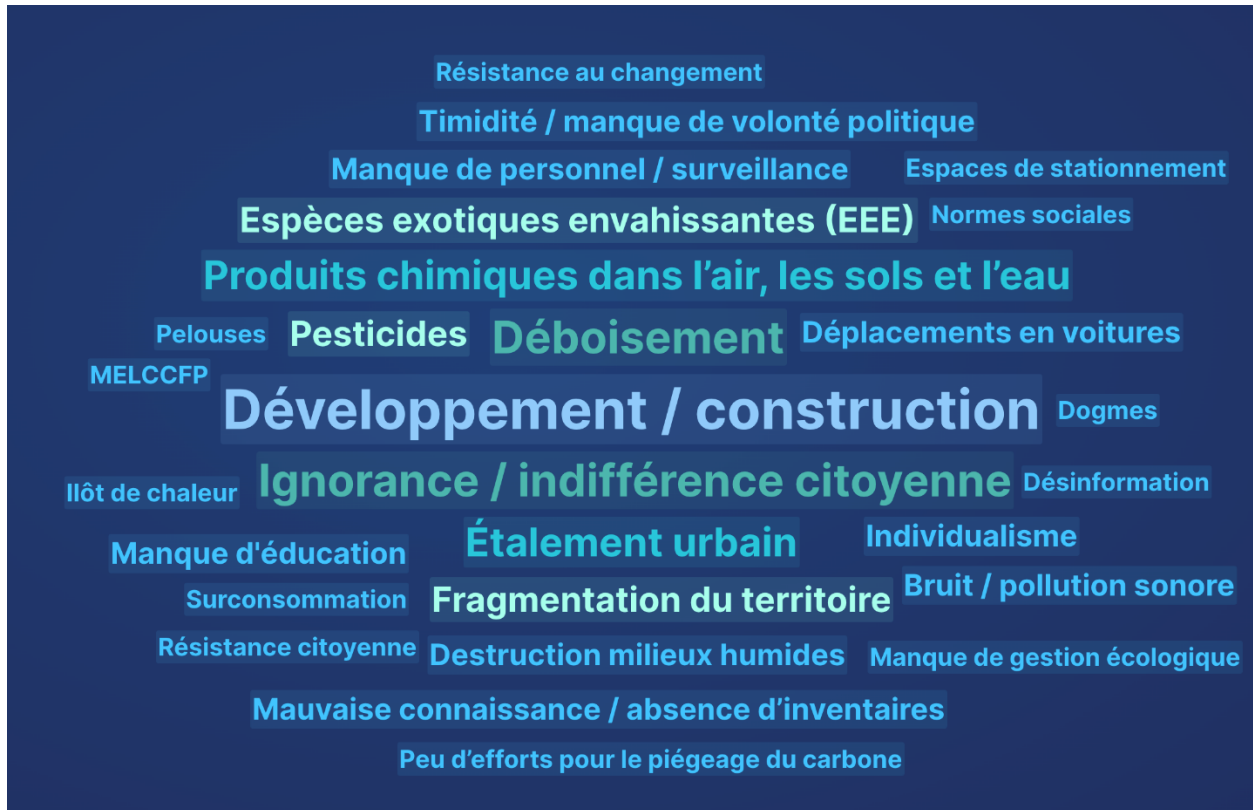 Résistance au changement
Timidité / manque de volonté politique
Manque de personnel / surveillance
Espaces de stationnement
Espèces exotiques envahissantes (EEE)
Normes sociales
Produits chimiques dans l’air, les sols et l’eau
Pelouses
Pesticides
Déboisement
Déplacements en voitures
MELCCFP
Développement / construction
Dogmes
Ilôt de chaleur
Ignorance / indifférence citoyenne
Désinformation
Manque d'éducation
Étalement urbain
Individualisme
Surconsommation
Fragmentation du territoire
Bruit / pollution sonore
Résistance citoyenne
Destruction milieux humides
Manque de gestion écologique
Mauvaise connaissance / absence d’inventaires
Peu d’efforts pour le piégeage du carbone